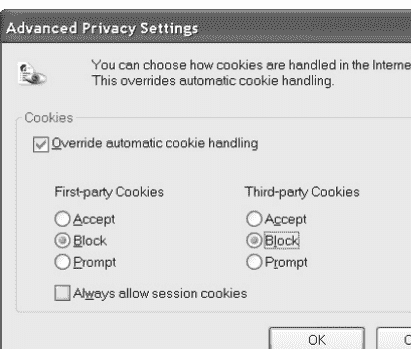 Advanced Privacy Settings
You can choose how cookies are handled in the Interne
This overrides automatic cookie handling.
Cookies
Override automatic cookie handling
First-party Cookies Third-party Cookies
Accept Accept
Block Block
Prompt Prompt
Always allow session cookies
OK C